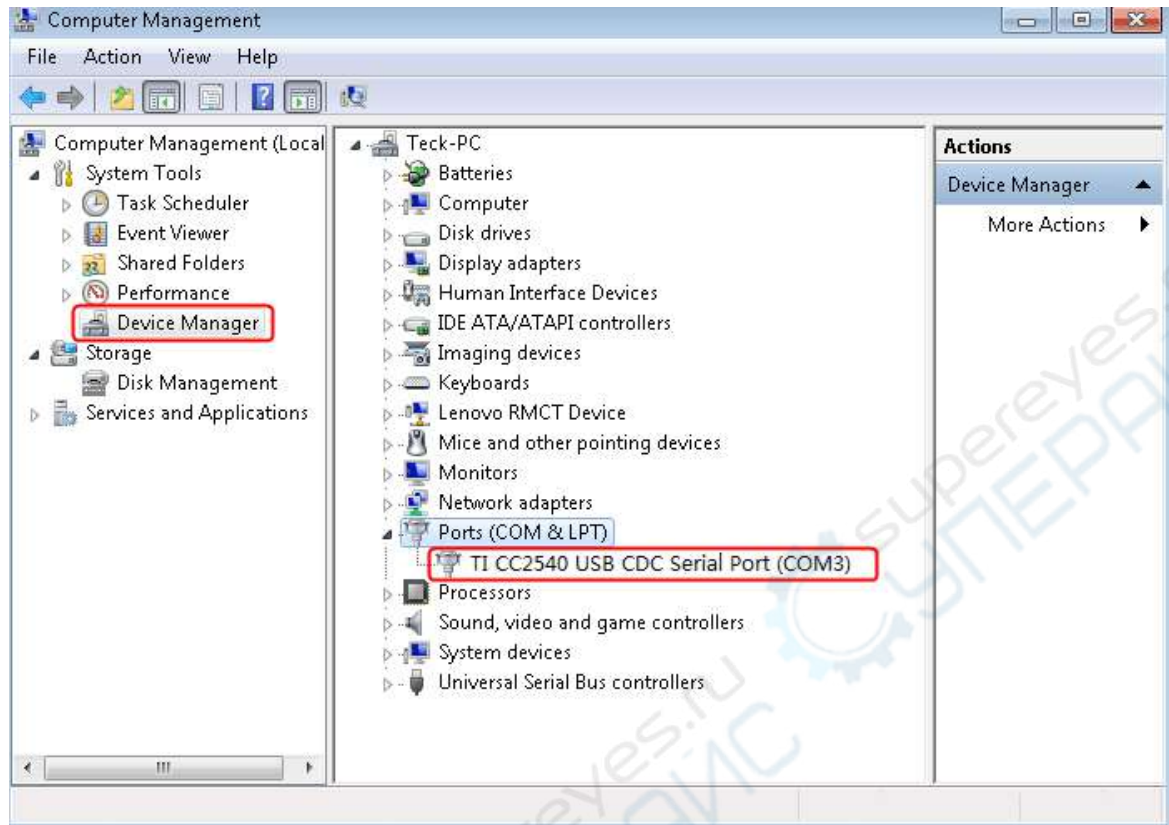 Computer Management
File Action View Help
Computer Management (Local
System Tools
Task Scheduler
Event Viewer
Shared Folders
Performance
Device Manager
Storage
Disk Management
Services and Applications
Teck-PC
Batteries
Computer
Disk drives
Display adapters
Human Interface Devices
IDE ATA/ATAPI controllers
Imaging devices
Keyboards
Lenovo RMCT Device
Mice and other pointing devices
Monitors
Network adapters
Ports (COM & LPT)
TI CC2540 USB CDC Serial Port (COM3)
Processors
Sound, video and game controllers
System devices
Universal Serial Bus controllers
Actions
Device Manager
More Actions